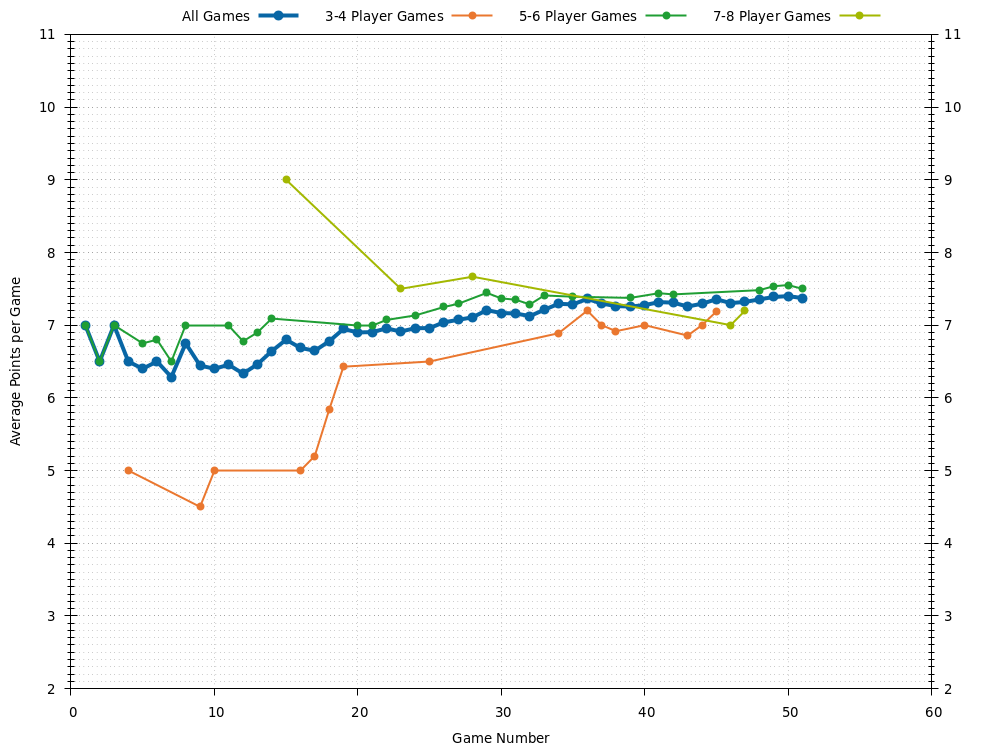 All Games 3-4 Player Games 5-6 Player Games 7-8 Player Games
11 11
10 10
9 9
8 8
7 7
6 6
5 5
4 4
3 3
2 2
Average Points per Game
0 10 20 30 40 50 60
Game Number